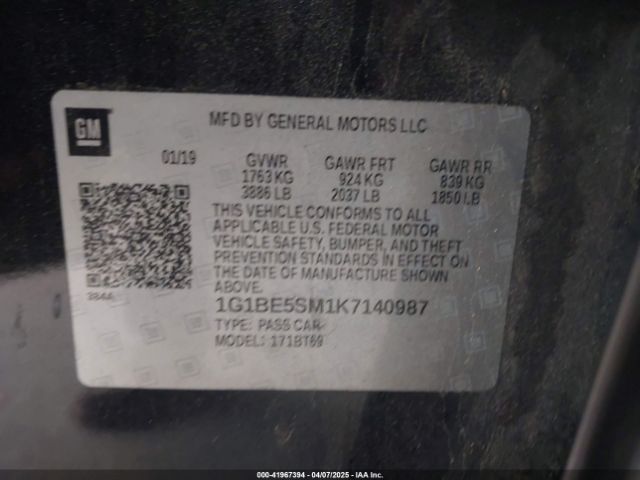 GM
MFD BY GENERAL MOTORS LLC
01/19 GVWR GAWR FRT GAWR RR
1763 KG 924 KG 839 KG
3886 LB 2037 LB 1850 LB
THIS VEHICLE CONFORMS TO ALL
APPLICABLE U.S. FEDERAL MOTOR
VEHICLE SAFETY, BUMPER, AND THEFT
PREVENTION STANDARDS IN EFFECT ON
THE DATE OF MANUFACTURE SHOWN
ABOVE.
384A
1G1BE5SM1K7140987
TYPE: PASS CAR
MODEL: 171BT69
000-41967394 04/07/2025 IAA Inc.